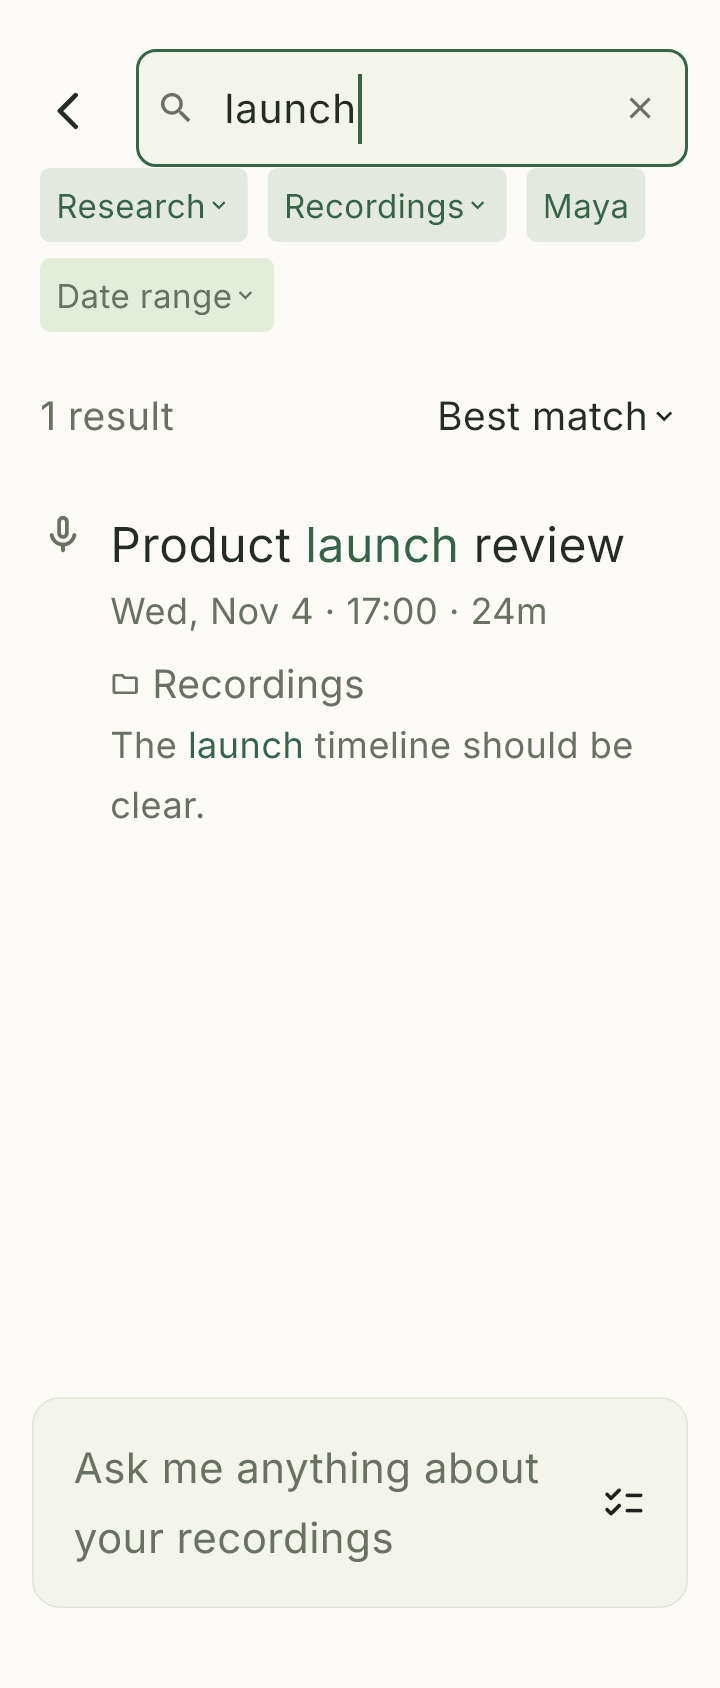 launch
Research
Recordings
Maya
Date range
1 result
Best match
Product launch review
Wed, Nov 4 · 17:00 · 24m
Recordings
The launch timeline should be
clear.
Ask me anything about
your recordings